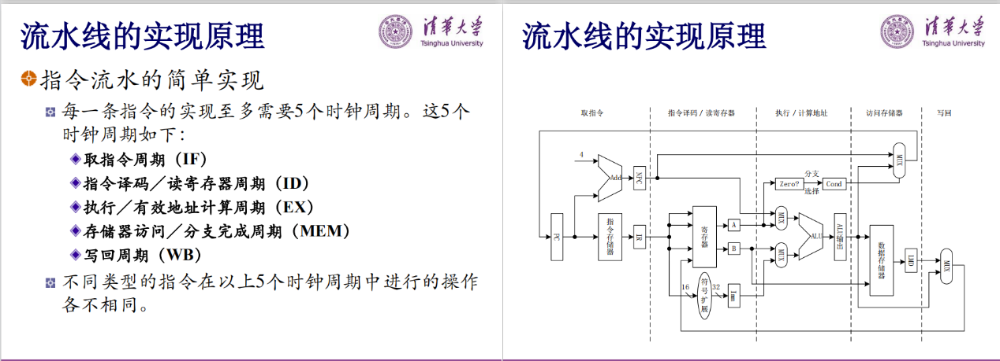 流水线的实现原理
清华大学
Tsinghua University
指令流水的简单实现
每一条指令的实现至多需要5个时钟周期。这5个
时钟周期如下：
取指令周期（IF）
指令译码／读寄存器周期（ID）
执行／有效地址计算周期（EX）
存储器访问／分支完成周期（MEM）
写回周期（WB）
不同类型的指令在以上5个时钟周期中进行的操作
各不相同。
流水线的实现原理
清华大学
Tsinghua University
取指令
指令译码／读寄存器
执行／计算地址
访问存储器
写回
4
Add
NPC
MUX
分支
Zero?
Cond
选择
PC
指令存储器
IR
寄存器
A
B
MUX
MUX
ALU
ALU输出
数据存储器
LMD
MUX
16
符号扩展
32
Imm